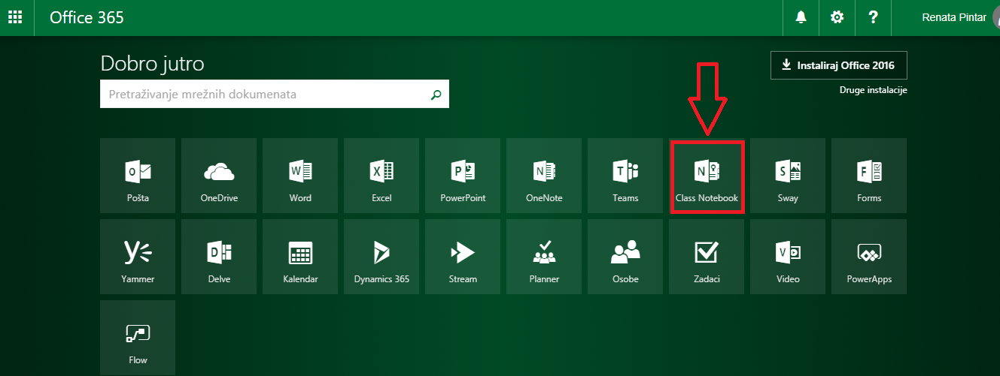 Office 365
Renata Pintar
Dobro jutro
Instaliraj Office 2016
Pretraživanje mrežnih dokumenata
Druge instalacije
Pošta
OneDrive
Word
Excel
PowerPoint
OneNote
Teams
Class Notebook
Sway
Forms
Yammer
Delve
Kalendar
Dynamics 365
Stream
Planner
Osobe
Zadaci
Video
PowerApps
Flow